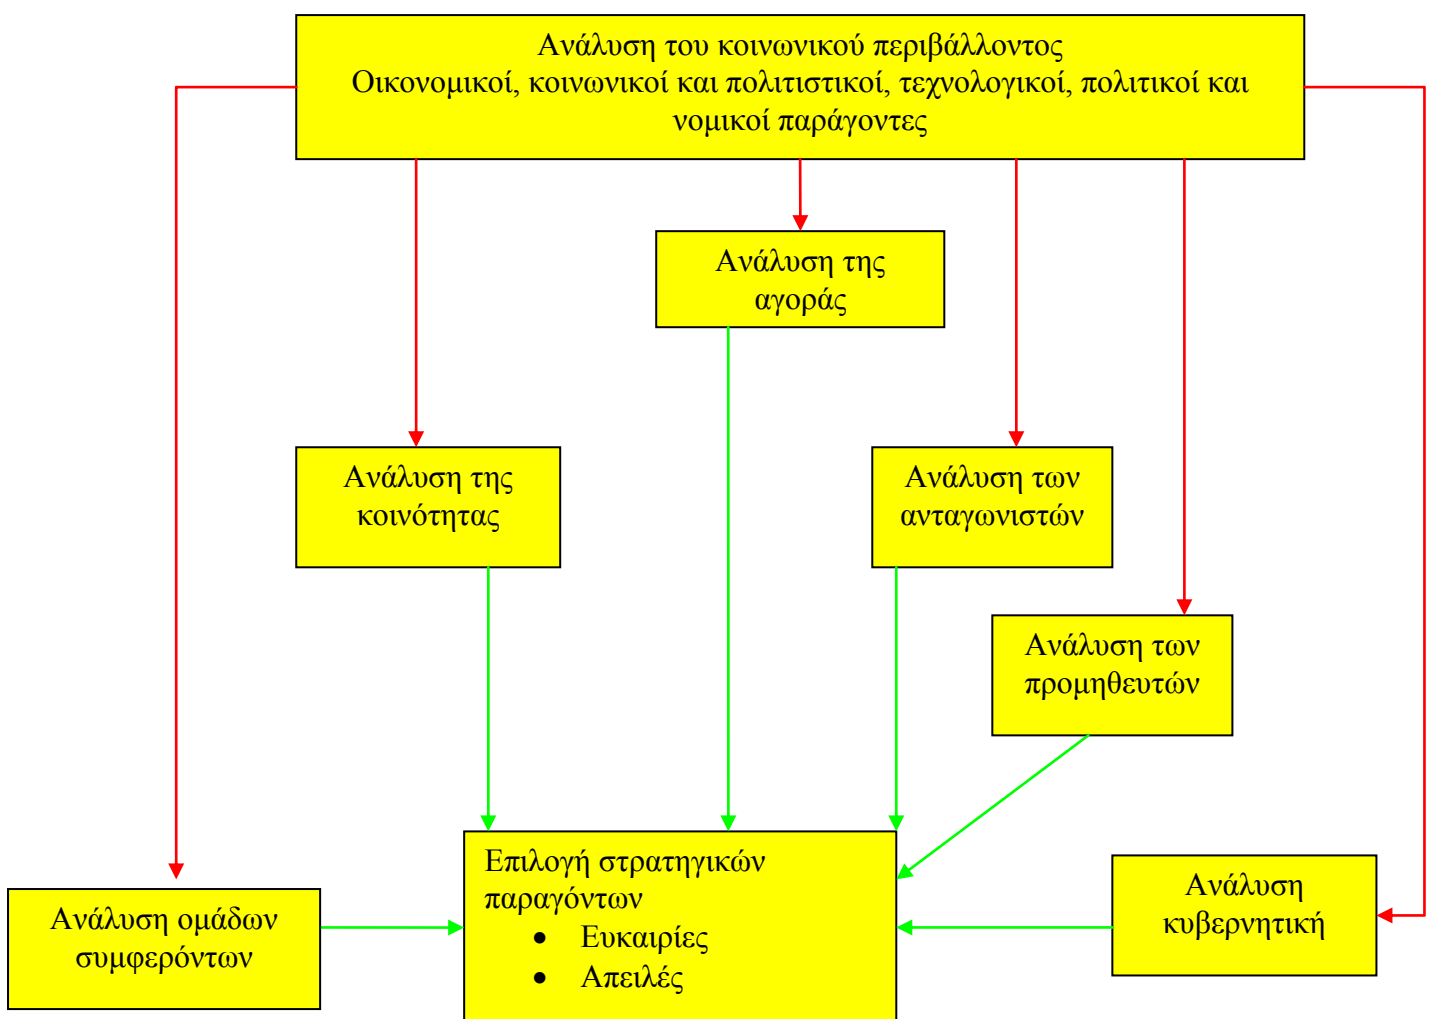 Ανάλυση του κοινωνικού περιβάλλοντος
Οικονομικοί, κοινωνικοί και πολιτιστικοί, τεχνολογικοί, πολιτικοί και
νομικοί παράγοντες
Ανάλυση της
αγοράς
Ανάλυση της
κοινότητας
Ανάλυση των
ανταγωνιστών
Ανάλυση των
προμηθευτών
Ανάλυση ομάδων
συμφερόντων
Επιλογή στρατηγικών
παραγόντων
• Ευκαιρίες
• Απειλές
Ανάλυση
κυβερνητική